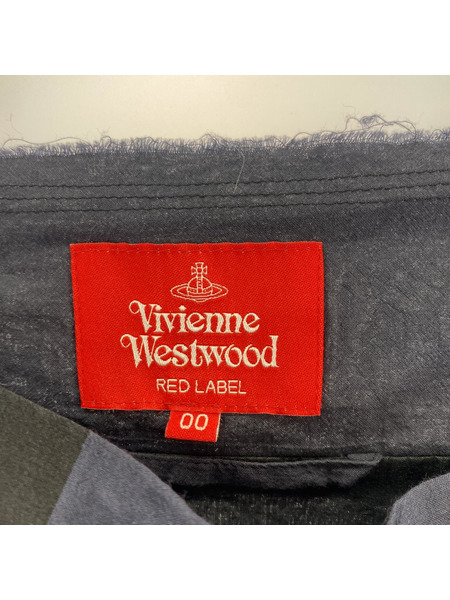 Vivienne
Westwood
RED LABEL
00